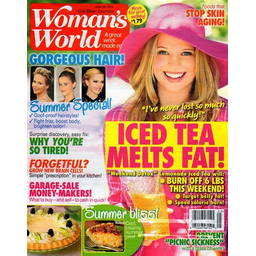 Woman's
World
A great
week
made easy
$1.79
Foods that
STOP SKIN
AGING!
GORGEOUS HAIR!
Summer Special!
Goof-proof hairstyles!
Fight frizz, boost body,
brighten color!
"I've never lost so much
so quickly!"
ICED TEA
MELTS FAT!
"Weekend Detox" Lemonade Iced Tea will:
BURN OFF 6 LBS
THIS WEEKEND!
Target belly fat!
Speed calorie burn!
Surprise discovery, easy fix:
WHY YOU'RE
SO TIRED!
FORGETFUL?
GROW NEW BRAIN CELLS!
Simple "prescription" in your kitchen!
GARAGE-SALE
MONEY-MAKERS!
What to buy—and sell—to cash in quick!
Summer bliss!
PREVENT
"PICNIC SICKNESS"